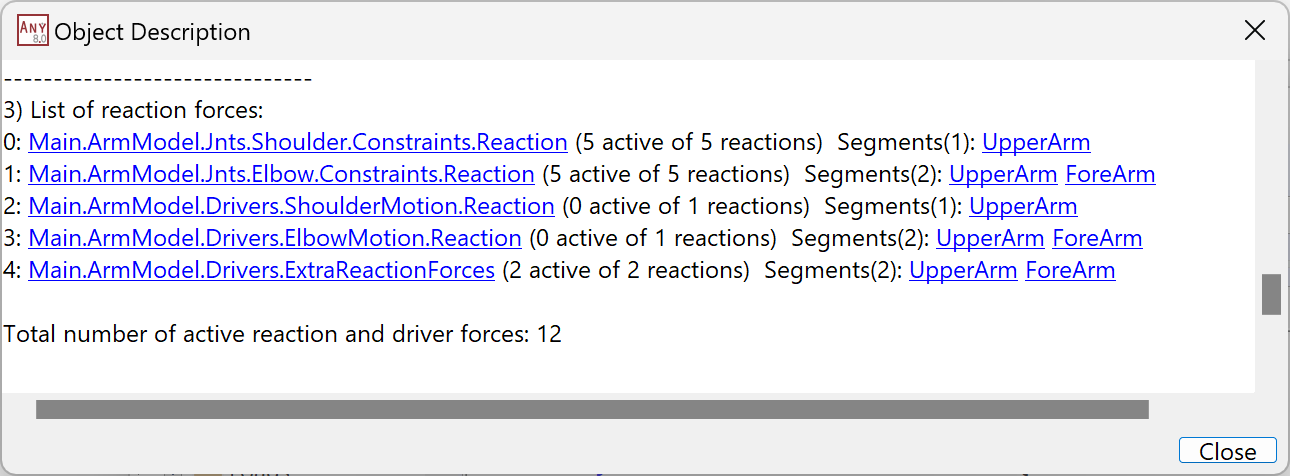 ANY 8.0 Object Description
------------------------------
3) List of reaction forces:
0: Main.ArmModel.Jnts.Shoulder.Constraints.Reaction (5 active of 5 reactions)  Segments(1): UpperArm
1: Main.ArmModel.Jnts.Elbow.Constraints.Reaction (5 active of 5 reactions)  Segments(2): UpperArm ForeArm
2: Main.ArmModel.Drivers.ShoulderMotion.Reaction (0 active of 1 reactions)  Segments(1): UpperArm
3: Main.ArmModel.Drivers.ElbowMotion.Reaction (0 active of 1 reactions)  Segments(2): UpperArm ForeArm
4: Main.ArmModel.Drivers.ExtraReactionForces (2 active of 2 reactions)  Segments(2): UpperArm ForeArm
Total number of active reaction and driver forces: 12
Close